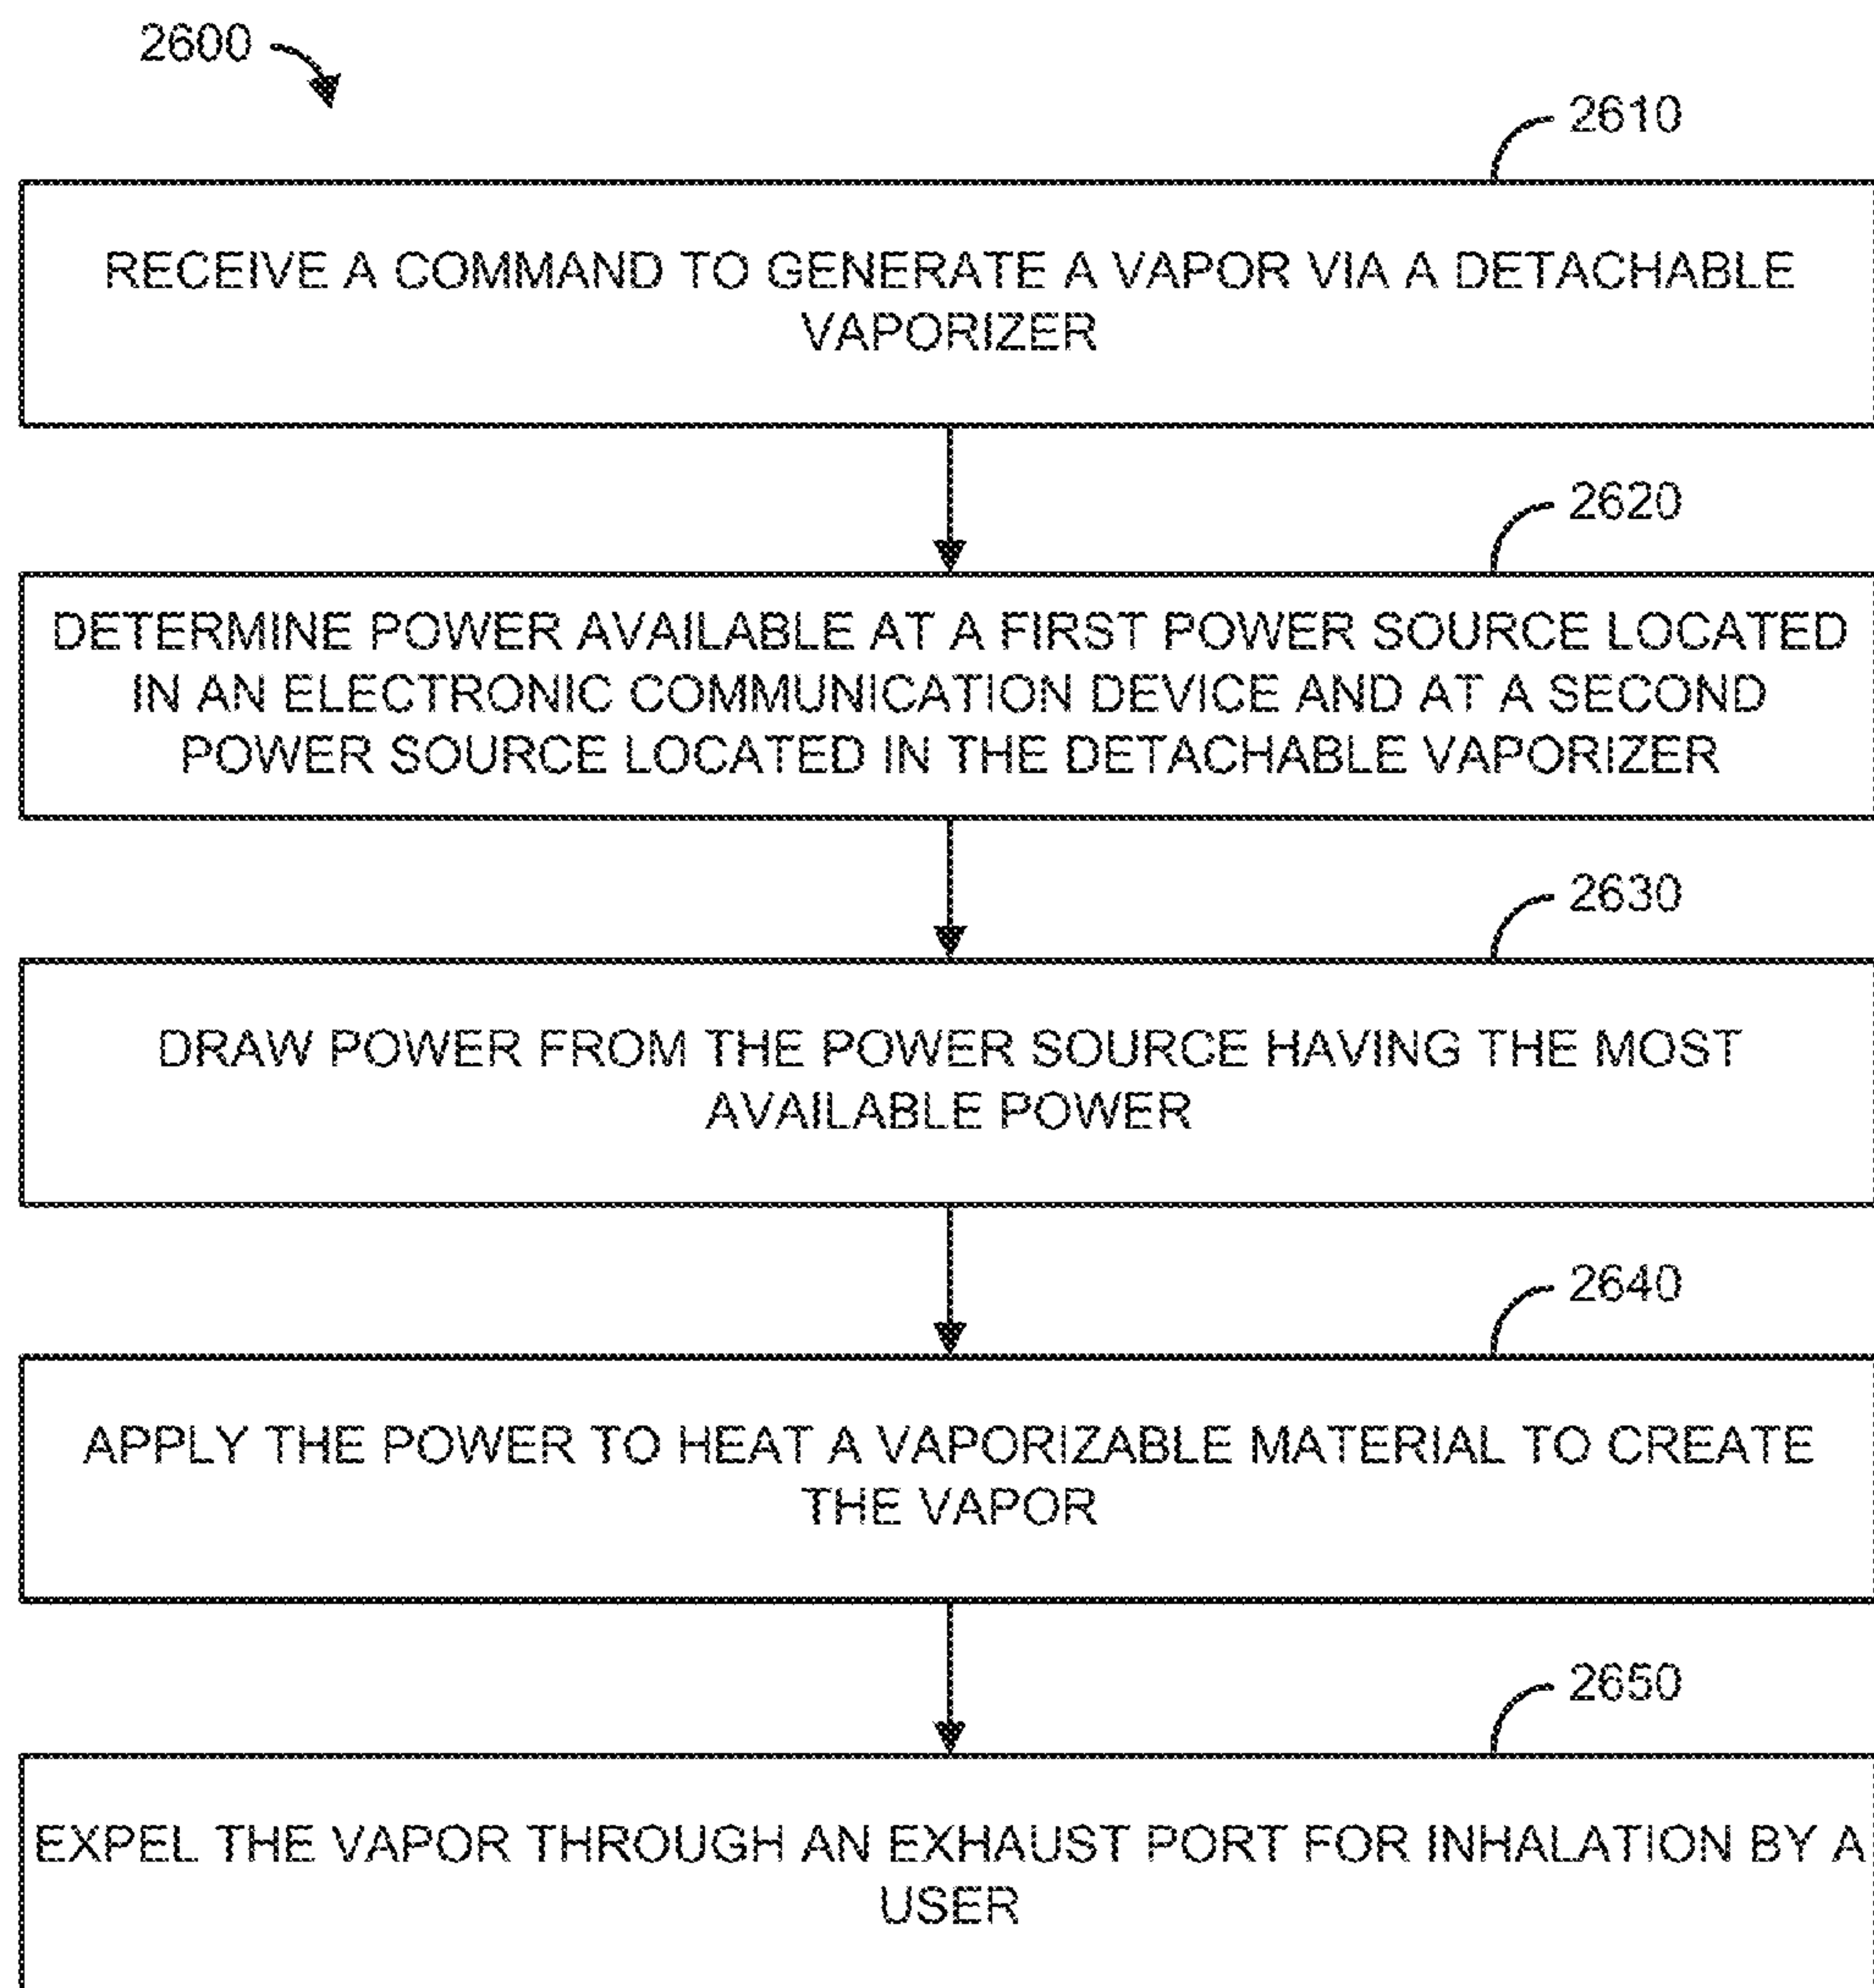 2600
2610
RECEIVE A COMMAND TO GENERATE A VAPOR VIA A DETACHABLE
VAPORIZER
2620
DETERMINE POWER AVAILABLE AT A FIRST POWER SOURCE LOCATED
IN AN ELECTRONIC COMMUNICATION DEVICE AND AT A SECOND
POWER SOURCE LOCATED IN THE DETACHABLE VAPORIZER
2630
DRAW POWER FROM THE POWER SOURCE HAVING THE MOST
AVAILABLE POWER
2640
APPLY THE POWER TO HEAT A VAPORIZABLE MATERIAL TO CREATE
THE VAPOR
2650
EXPEL THE VAPOR THROUGH AN EXHAUST PORT FOR INHALATION BY A
USER